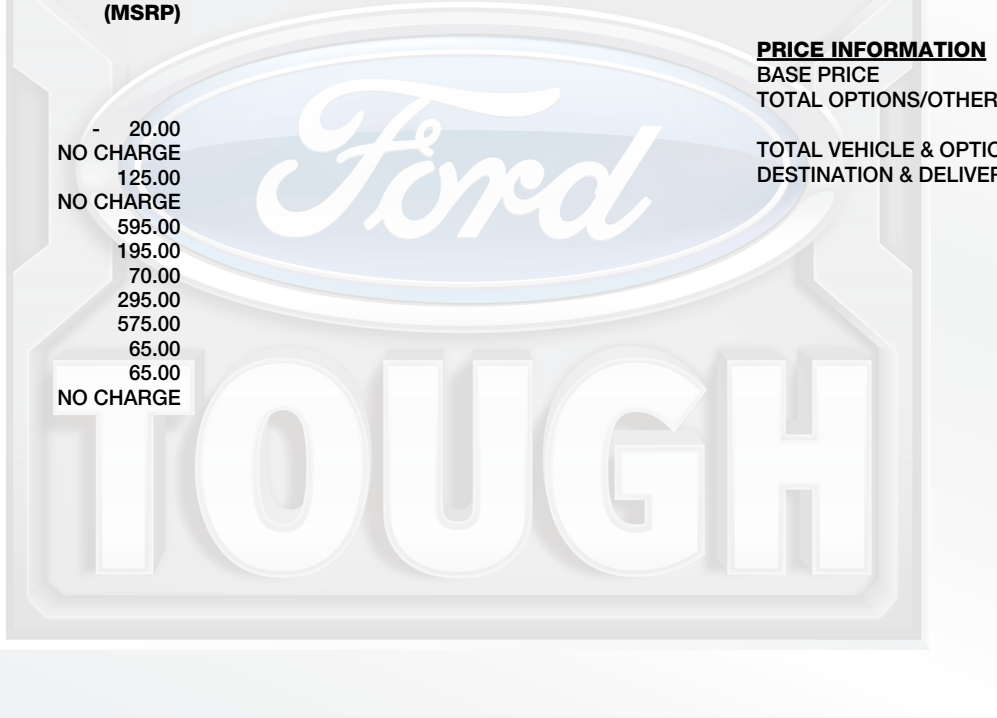 (MSRP)
- 20.00
NO CHARGE
125.00
NO CHARGE
595.00
195.00
70.00
295.00
575.00
65.00
65.00
NO CHARGE
PRICE INFORMATION
BASE PRICE
TOTAL OPTIONS/OTHER
TOTAL VEHICLE & OPTIO
DESTINATION & DELIVER
Ford
TOUGH